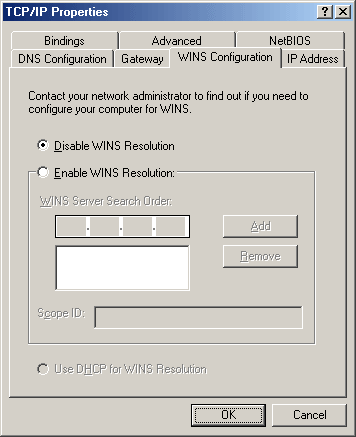 TCP/IP Properties
Bindings Advanced NetBIOS
DNS Configuration Gateway WINS Configuration IP Address
Contact your network administrator to find out if you need to
configure your computer for WINS.
Disable WINS Resolution
Enable WINS Resolution:
WINS Server Search Order:
. . .
Add
Remove
Scope ID:
Use DHCP for WINS Resolution
OK Cancel